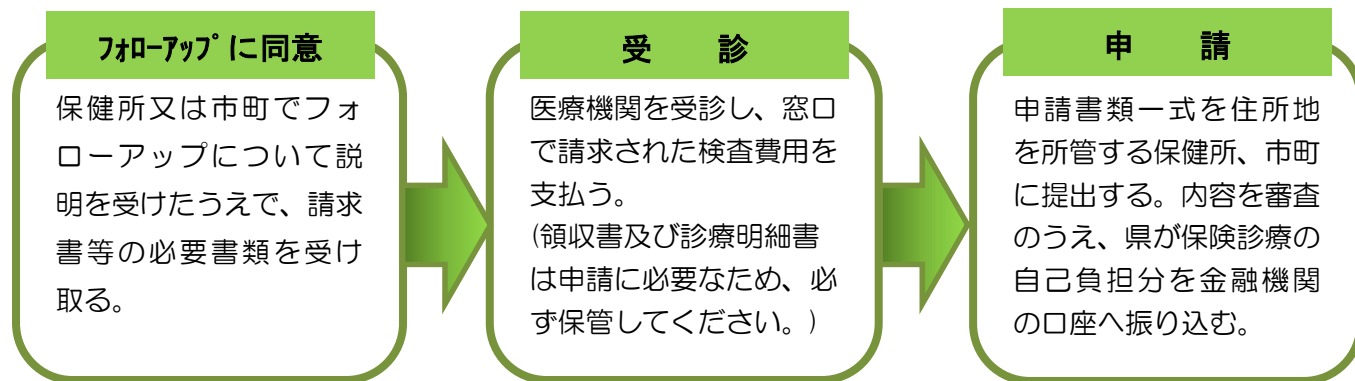 ﾌｫﾛｰｱｯﾌﾟに同意
保健所又は市町でフォ
ローアップについて説
明を受けたうえで、請求
書等の必要書類を受け
取る。
受　診
医療機関を受診し、窓口
で請求された検査費用を
支払う。
(領収書及び診療明細書
は申請に必要なため、必
ず保管してください。)
申　請
申請書類一式を住所地
を所管する保健所、市町
に提出する。内容を審査
のうえ、県が保険診療の
自己負担分を金融機関
の口座へ振り込む。